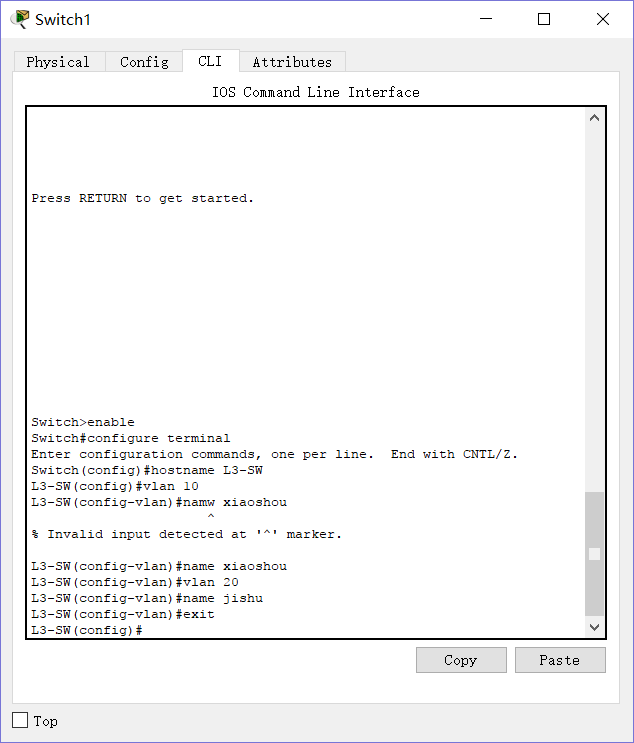 Switch1
Physical Config CLI Attributes
IOS Command Line Interface
Press RETURN to get started.
Switch>enable
Switch#configure terminal
Enter configuration commands, one per line.  End with CNTL/Z.
Switch(config)#hostname L3-SW
L3-SW(config)#vlan 10
L3-SW(config-vlan)#namw xiaoshou
^
% Invalid input detected at '^' marker.
L3-SW(config-vlan)#name xiaoshou
L3-SW(config-vlan)#vlan 20
L3-SW(config-vlan)#name jishu
L3-SW(config-vlan)#exit
L3-SW(config)#
Copy Paste
Top